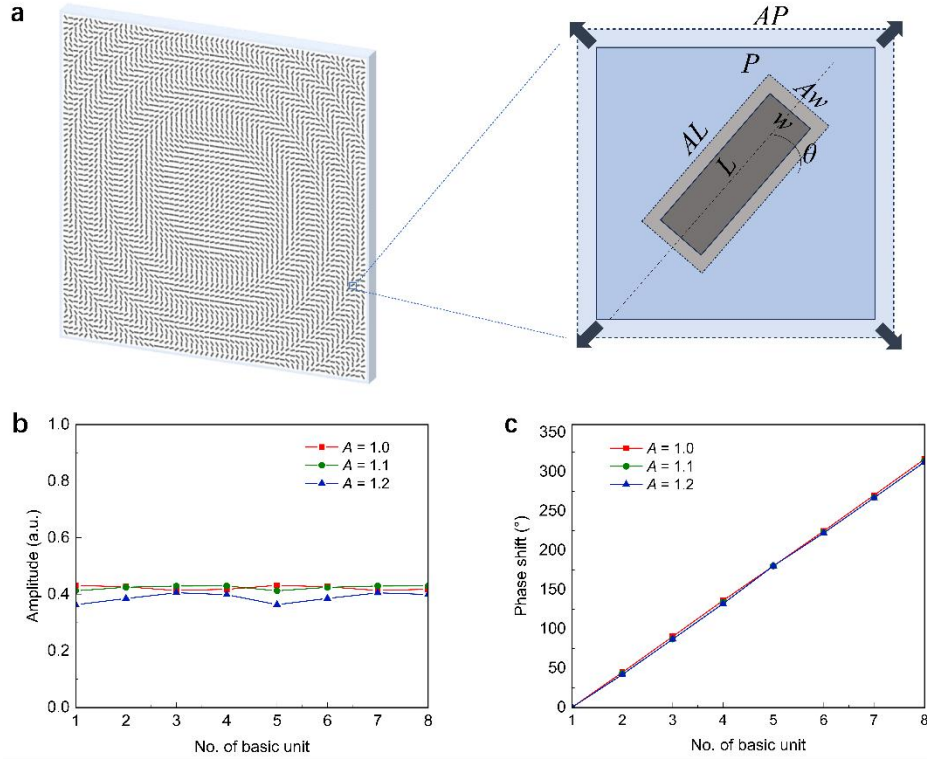 a
AP
P
Aw
w
AL
L
θ
b
1.0
0.8
0.6
0.4
0.2
0.0
Amplitude (a.u.)
A = 1.0
A = 1.1
A = 1.2
1 2 3 4 5 6 7 8
No. of basic unit
c
350
300
250
200
150
100
50
0
Phase shift (°)
A = 1.0
A = 1.1
A = 1.2
1 2 3 4 5 6 7 8
No. of basic unit